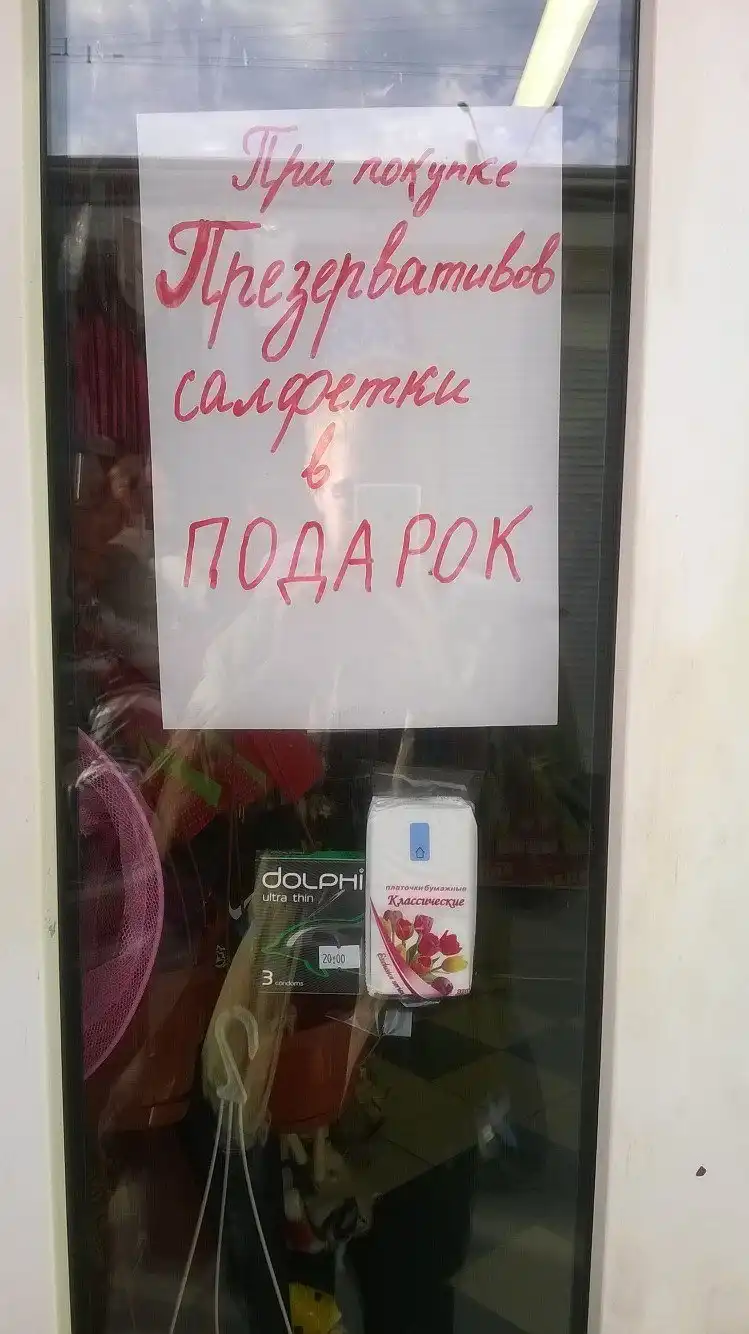 При покупке
Презервативов
салфетки
в
ПОДАРОК
DOLPHI
ultra thin
20=00
3 condoms
платочки бумажные
Классические